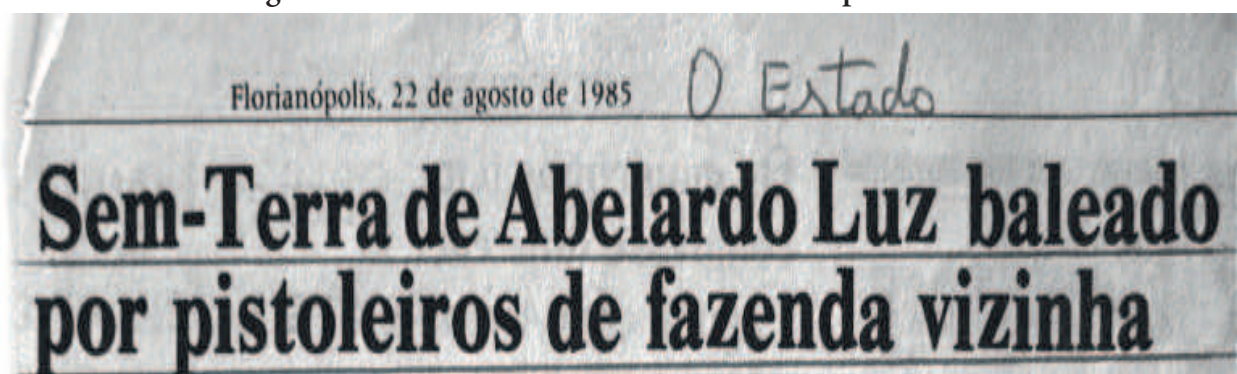 Florianópolis, 22 de agosto de 1985 O Estado
Sem-Terra de Abelardo Luz baleado
por pistoleiros de fazenda vizinha